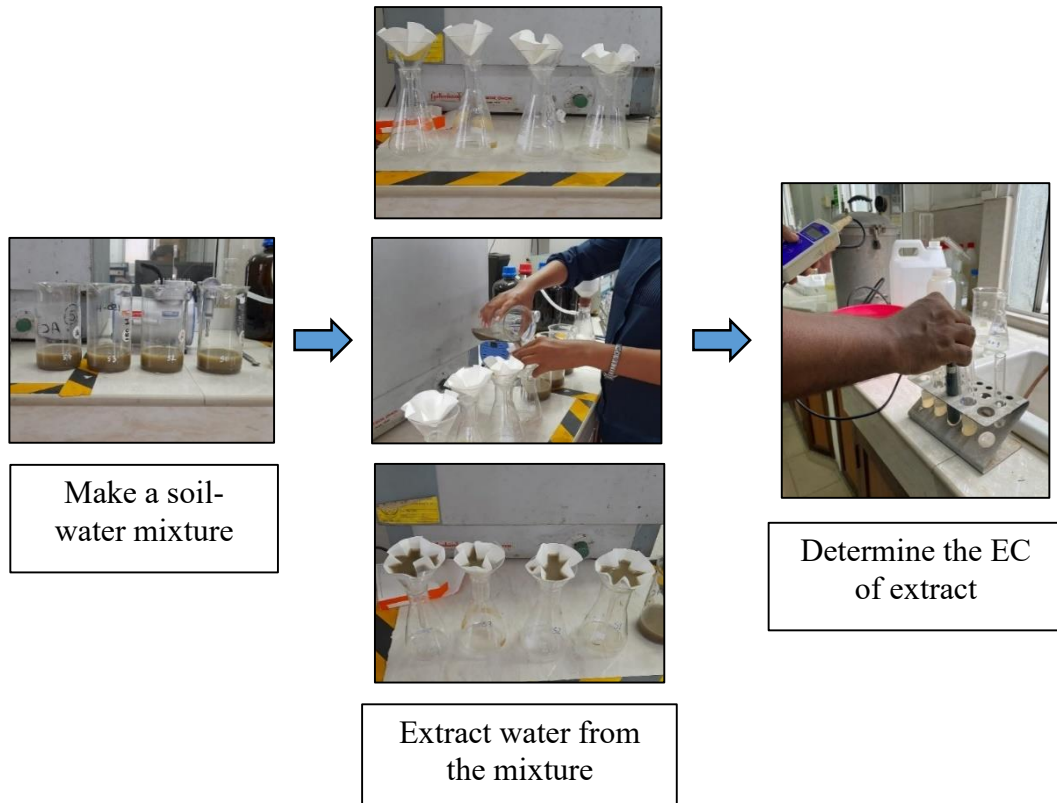 Make a soil-
water mixture
Extract water from
the mixture
Determine the EC
of extract